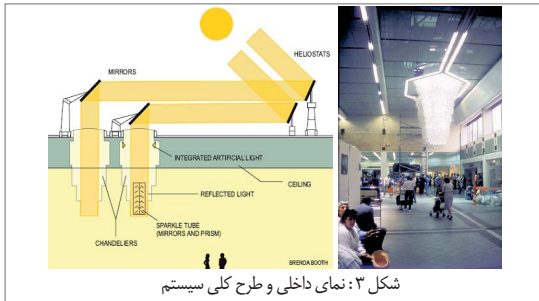 HELIOSTATS
MIRRORS
INTEGRATED ARTIFICIAL LIGHT
CEILING
REFLECTED LIGHT
SPARKLE TUBE
(MIRRORS AND PRISM)
CHANDELIERS
BRENDA BOOTH
شکل ۳: نمای داخلی و طرح کلی سیستم